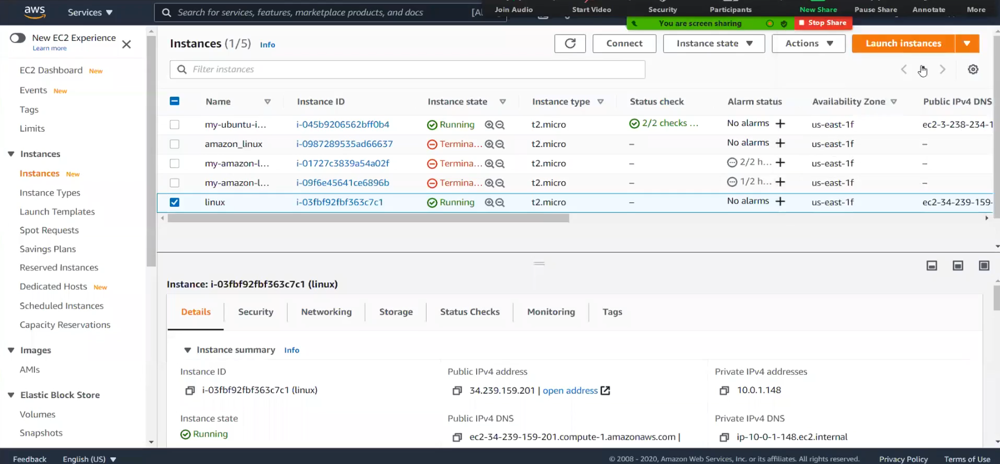 aws Services Search for services, features, marketplace products, and docs
Join Audio Start Video Security Participants New Share Pause Share Annotate More
You are screen sharing Stop Share
New EC2 Experience
Learn more
EC2 Dashboard New
Events New
Tags
Limits
Instances
Instances New
Instance Types
Launch Templates
Spot Requests
Savings Plans
Reserved Instances
Dedicated Hosts New
Scheduled Instances
Capacity Reservations
Images
AMIs
Elastic Block Store
Volumes
Snapshots
Instances (1/5) Info
Connect Instance state Actions Launch instances
Filter instances
Name Instance ID Instance state Instance type Status check Alarm status Availability Zone Public IPv4 DNS
my-ubuntu-i... i-045b9206562bff0b4 Running t2.micro 2/2 checks ... No alarms + us-east-1f ec2-3-238-234-1
amazon_linux i-0987289535ad66637 Termina... t2.micro – No alarms + us-east-1f –
my-amazon-l... i-01727c3839a54a02f Termina... t2.micro – 2/2 h... + us-east-1f –
my-amazon-l... i-09f6e45641ce6896b Termina... t2.micro – 1/2 h... + us-east-1f –
linux i-03fbf92fbf363c7c1 Running t2.micro – No alarms + us-east-1f ec2-34-239-159-
Instance: i-03fbf92fbf363c7c1 (linux)
Details Security Networking Storage Status Checks Monitoring Tags
Instance summary Info
Instance ID Public IPv4 address Private IPv4 addresses
i-03fbf92fbf363c7c1 (linux) 34.239.159.201 | open address 10.0.1.148
Instance state Public IPv4 DNS Private IPv4 DNS
Running ec2-34-239-159-201.compute-1.amazonaws.com | ip-10-0-1-148.ec2.internal
Feedback English (US) © 2008 - 2020, Amazon Web Services, Inc. or its affiliates. All rights reserved. Privacy Policy Terms of Use